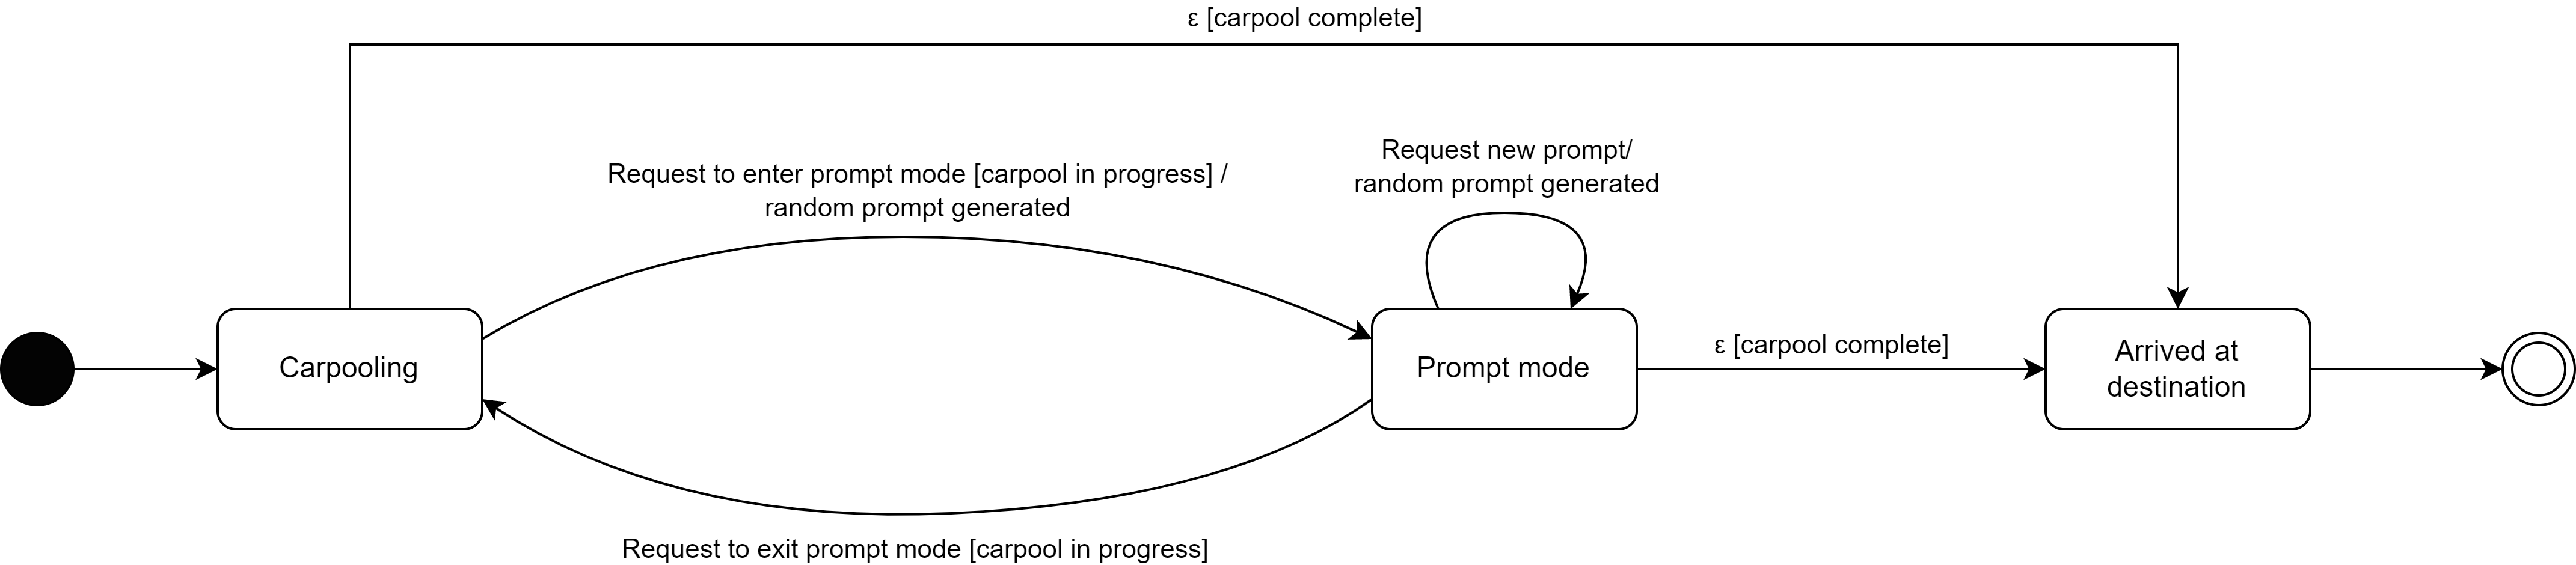 ε [carpool complete]
Request to enter prompt mode [carpool in progress] /
random prompt generated
Request new prompt/
random prompt generated
Carpooling
Prompt mode
ε [carpool complete]
Arrived at
destination
Request to exit prompt mode [carpool in progress]